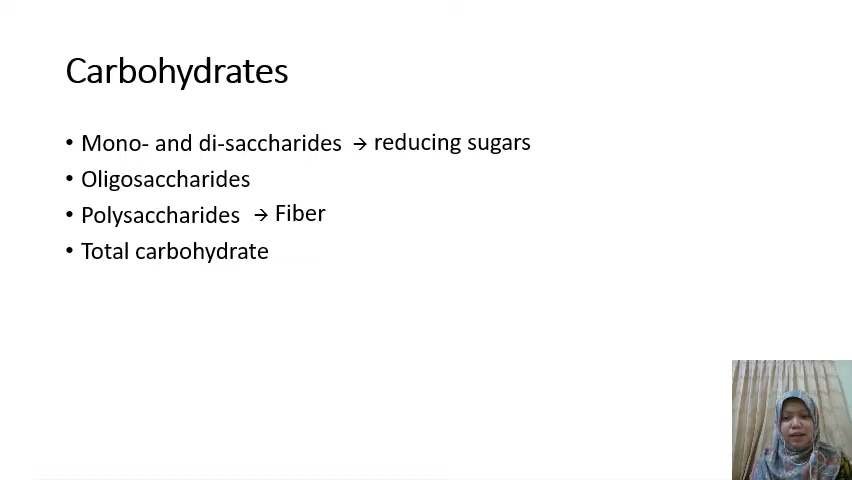 Carbohydrates
• Mono- and di-saccharides → reducing sugars
• Oligosaccharides
• Polysaccharides → Fiber
• Total carbohydrate